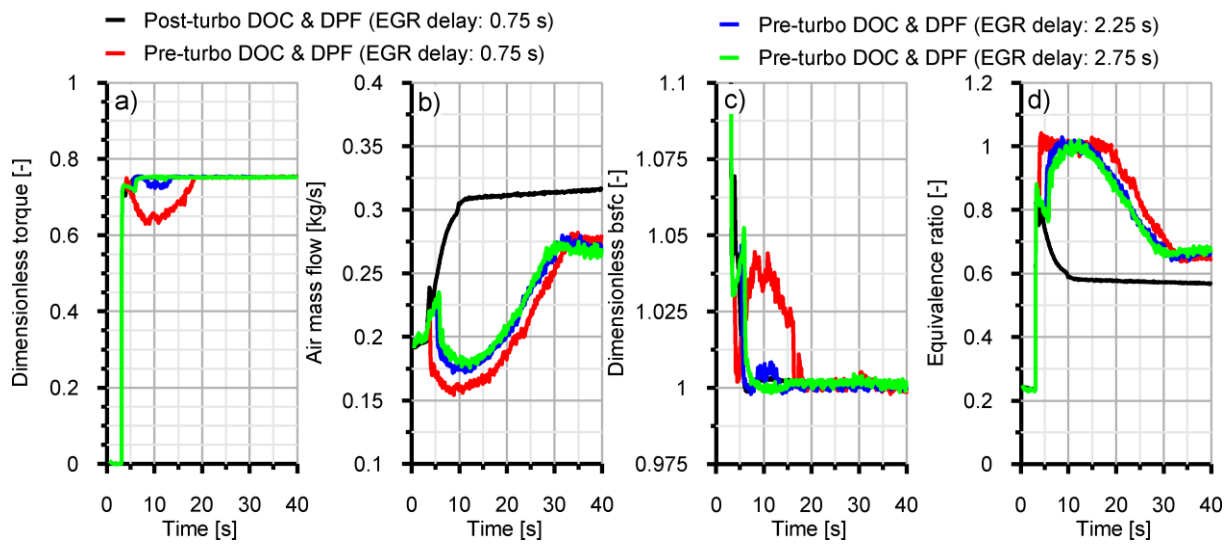 Post-turbo DOC & DPF (EGR delay: 0.75 s)
Pre-turbo DOC & DPF (EGR delay: 0.75 s)
Pre-turbo DOC & DPF (EGR delay: 2.25 s)
Pre-turbo DOC & DPF (EGR delay: 2.75 s)
a)
Dimensionless torque [-]
1
0.8
0.6
0.4
0.2
0
0 10 20 30 40
Time [s]
b)
Air mass flow [kg/s]
0.4
0.3
0.25
0.2
0.1
0 10 20 30 40
Time [s]
c)
Dimensionless bsfc [-]
1.1
1.075
1.05
1.025
1
0.975
0 10 20 30 40
Time [s]
d)
Equivalence ratio [-]
1.2
1
0.8
0.6
0.4
0.2
0
0 10 20 30 40
Time [s]